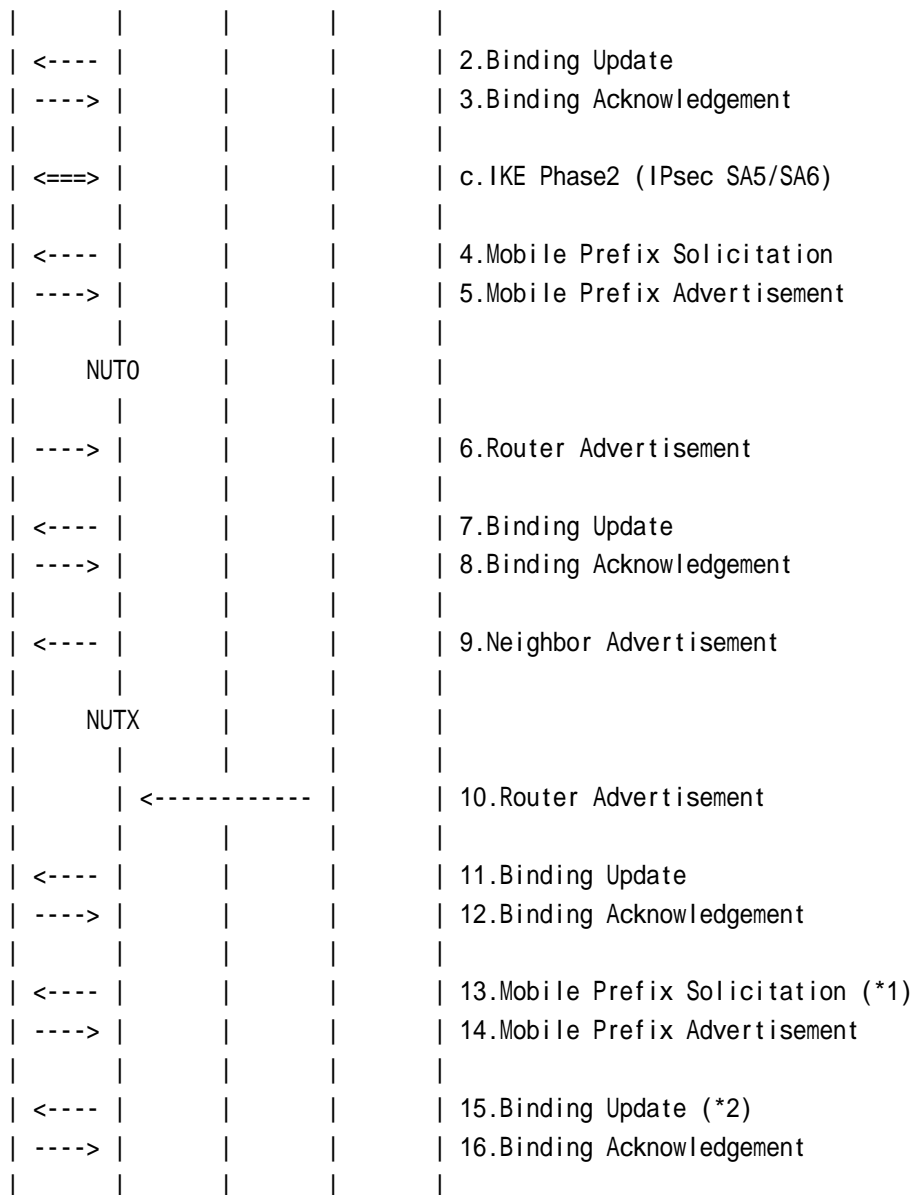 |         |         |         |         |
| <---- |         |         |         | 2.Binding Update
| ----> |         |         |         | 3.Binding Acknowledgement
|         |         |         |         |
| <===> |         |         |         | c.IKE Phase2 (IPsec SA5/SA6)
|         |         |         |         |
| <---- |         |         |         | 4.Mobile Prefix Solicitation
| ----> |         |         |         | 5.Mobile Prefix Advertisement
|         |         |         |         |
|      NUT0      |         |         |
|         |         |         |         |
| ----> |         |         |         | 6.Router Advertisement
|         |         |         |         |
| <---- |         |         |         | 7.Binding Update
| ----> |         |         |         | 8.Binding Acknowledgement
|         |         |         |         |
| <---- |         |         |         | 9.Neighbor Advertisement
|         |         |         |         |
|      NUTX      |         |         |
|         |         |         |         |
|         | <------------ |         | 10.Router Advertisement
|         |         |         |         |
| <---- |         |         |         | 11.Binding Update
| ----> |         |         |         | 12.Binding Acknowledgement
|         |         |         |         |
| <---- |         |         |         | 13.Mobile Prefix Solicitation (*1)
| ----> |         |         |         | 14.Mobile Prefix Advertisement
|         |         |         |         |
| <---- |         |         |         | 15.Binding Update (*2)
| ----> |         |         |         | 16.Binding Acknowledgement
|         |         |         |         |